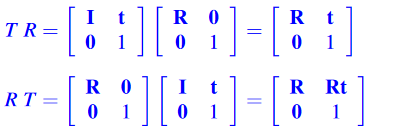 T R = [ I t ] [ R 0 ] = [ R t ]
[ 0 1 ] [ 0 1 ] [ 0 1 ]
R T = [ R 0 ] [ I t ] = [ R Rt ]
[ 0 1 ] [ 0 1 ] [ 0 1 ]